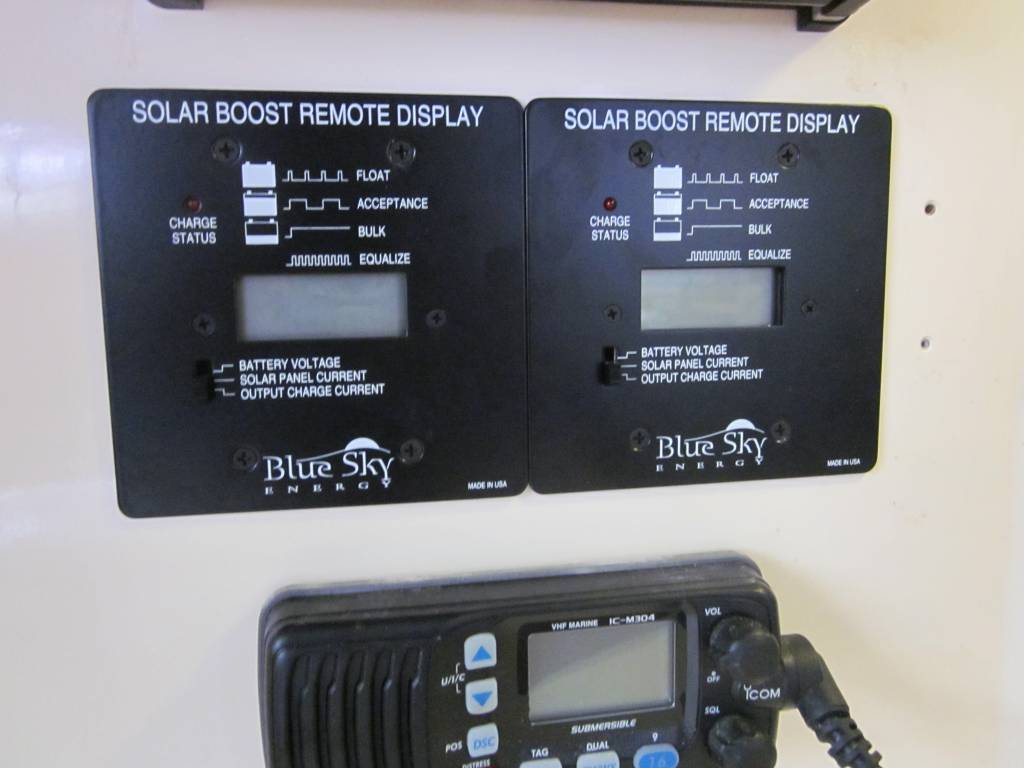 SOLAR BOOST REMOTE DISPLAY
FLOAT
ACCEPTANCE
CHARGE
STATUS
BULK
EQUALIZE
BATTERY VOLTAGE
SOLAR PANEL CURRENT
OUTPUT CHARGE CURRENT
Blue Sky
ENERGY
MADE IN USA
SOLAR BOOST REMOTE DISPLAY
FLOAT
ACCEPTANCE
CHARGE
STATUS
BULK
EQUALIZE
BATTERY VOLTAGE
SOLAR PANEL CURRENT
OUTPUT CHARGE CURRENT
Blue Sky
ENERGY
MADE IN USA
VHF MARINE IC-M304
VOL
U/I/C
OFF
ICOM
SQL
SUBMERSIBLE
POS DSC
DISTRESS
TAG
DUAL
9
16